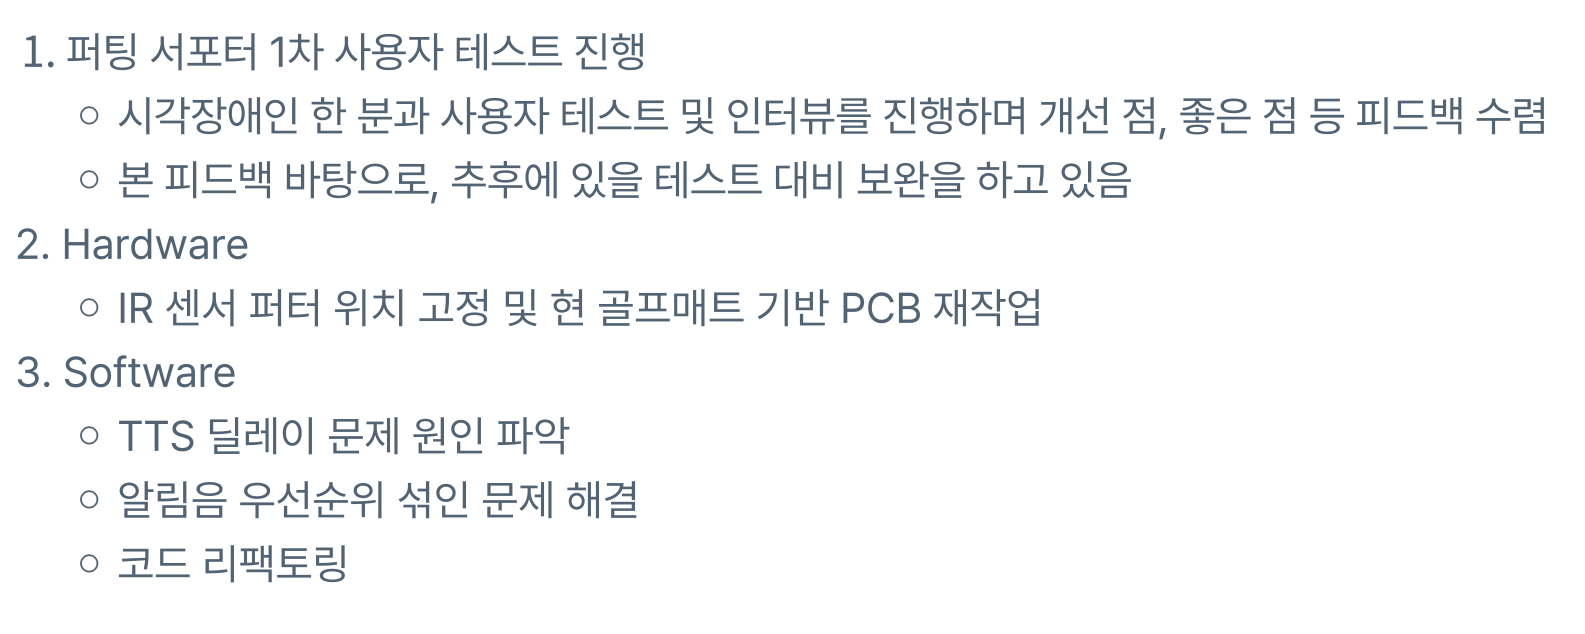 1. 퍼팅 서포터 1차 사용자 테스트 진행
○ 시각장애인 한 분과 사용자 테스트 및 인터뷰를 진행하며 개선 점, 좋은 점 등 피드백 수렴
○ 본 피드백 바탕으로, 추후에 있을 테스트 대비 보완을 하고 있음
2. Hardware
○ IR 센서 퍼터 위치 고정 및 현 골프매트 기반 PCB 재작업
3. Software
○ TTS 딜레이 문제 원인 파악
○ 알림음 우선순위 섞인 문제 해결
○ 코드 리팩토링